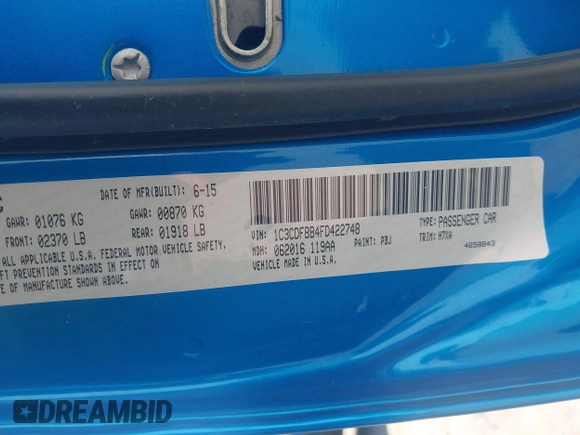 C
DATE OF MFR(BUILT): 6-15
GAWR: 01076 KG GAWR: 00870 KG
FRONT: 02370 LB REAR: 01918 LB
ALL APPLICABLE U.S.A. FEDERAL MOTOR VEHICLE SAFETY,
FT PREVENTION STANDARDS IN EFFECT ON
E OF MANUFACTURE SHOWN ABOVE.
VIN: 1C3CDFBB4FD422748 TYPE: PASSENGER CAR
MDH: 062016 119AA PAINT: PBJ TRIM: H7XA
VEHICLE MADE IN U.S.A. 4658843
DREAMBID